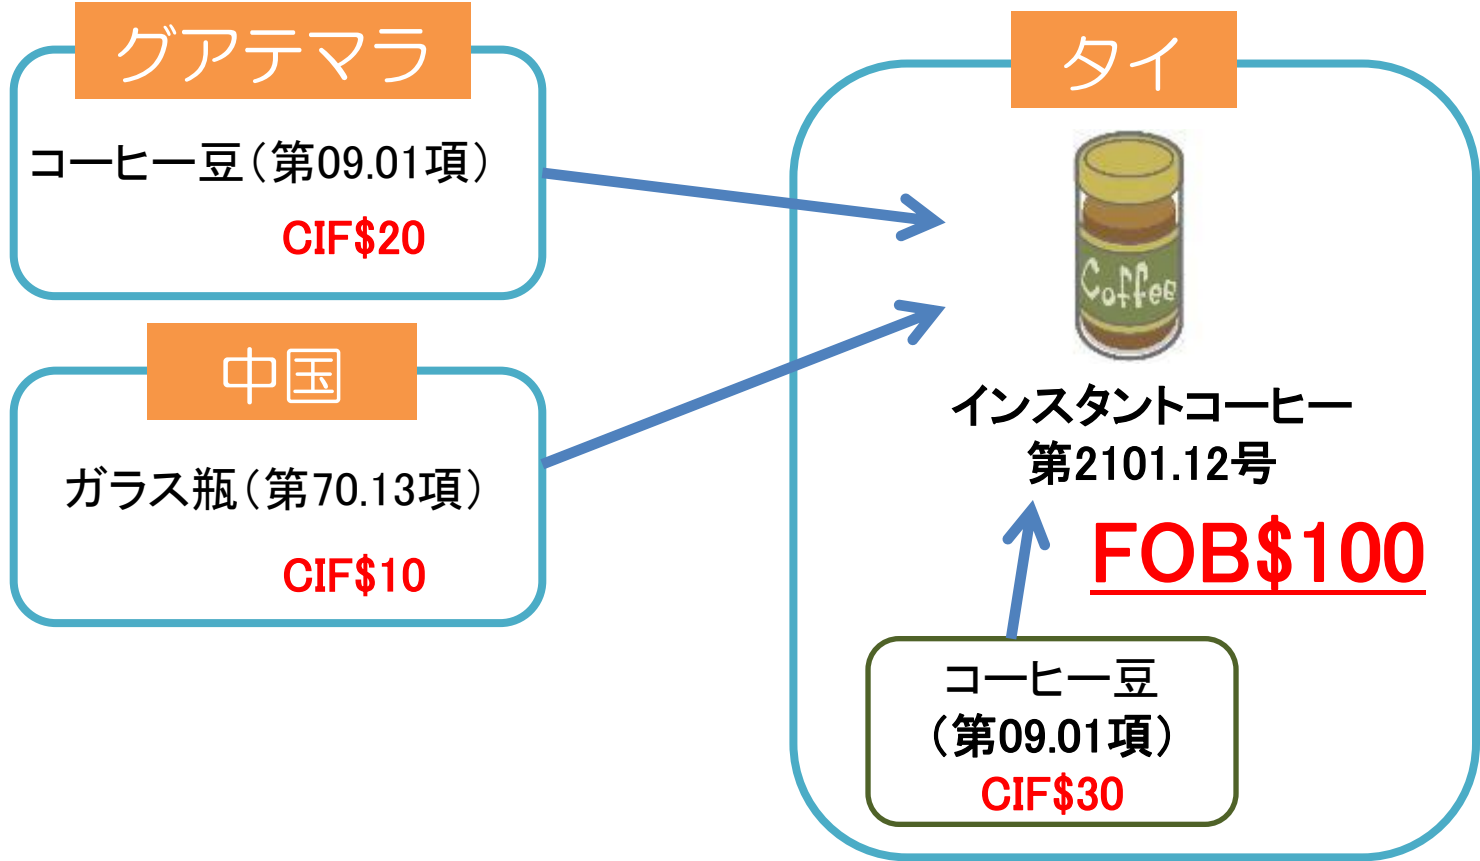 グアテマラ
コーヒー豆（第09.01項）
CIF$20
中国
ガラス瓶（第70.13項）
CIF$10
タイ
Coffee
インスタントコーヒー
第2101.12号
FOB$100
コーヒー豆
（第09.01項）
CIF$30